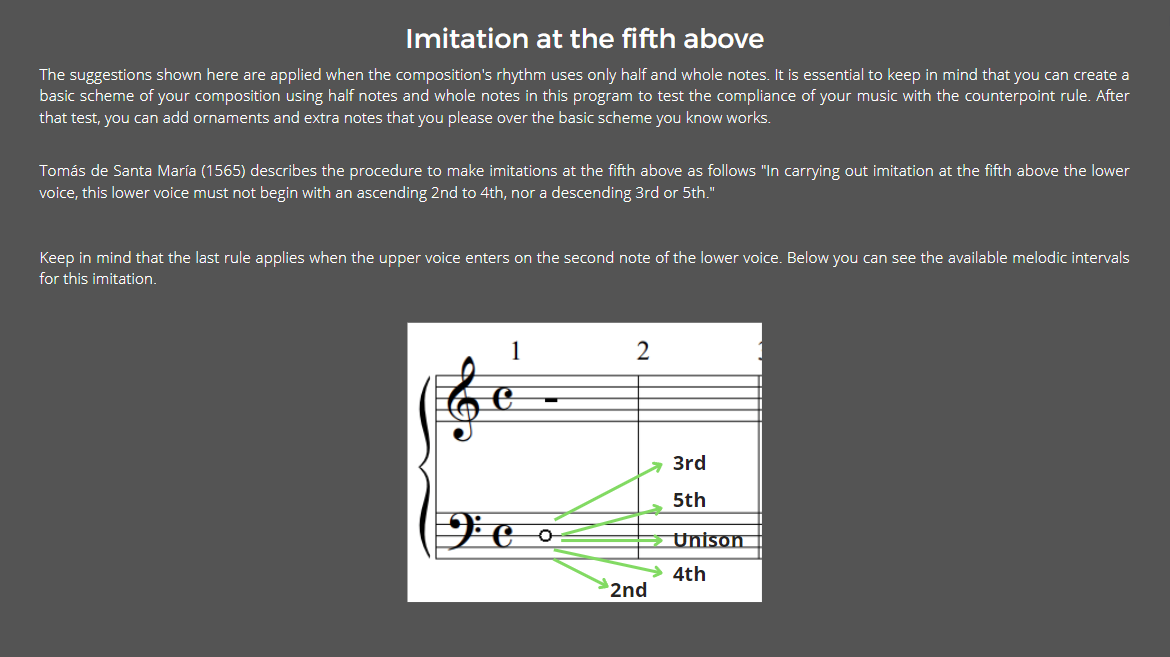 Imitation at the fifth above
The suggestions shown here are applied when the composition's rhythm uses only half and whole notes. It is essential to keep in mind that you can create a
basic scheme of your composition using half notes and whole notes in this program to test the compliance of your music with the counterpoint rule. After
that test, you can add ornaments and extra notes that you please over the basic scheme you know works.
Tomás de Santa María (1565) describes the procedure to make imitations at the fifth above as follows "In carrying out imitation at the fifth above the lower
voice, this lower voice must not begin with an ascending 2nd to 4th, nor a descending 3rd or 5th."
Keep in mind that the last rule applies when the upper voice enters on the second note of the lower voice. Below you can see the available melodic intervals
for this imitation.
1 2
3rd
5th
Unison
4th
2nd